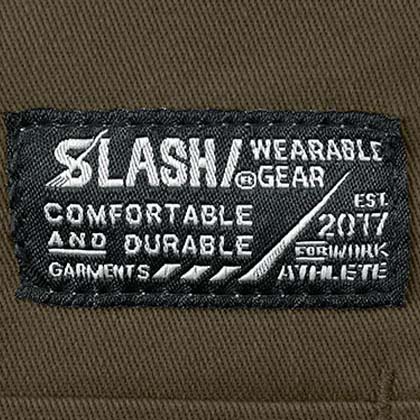 SLASH/® WEARABLE GEAR
COMFORTABLE
AND DURABLE
GARMENTS
EST.
2017
FOR WORK
ATHLETE